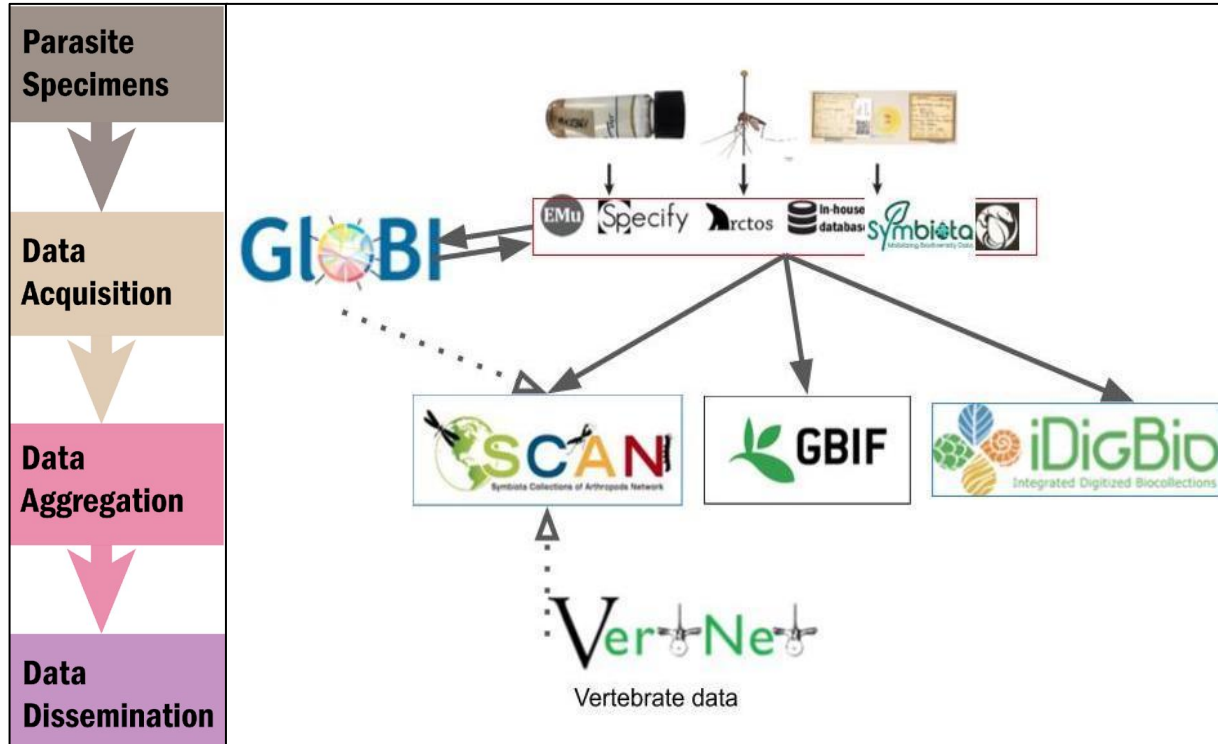 Parasite
Specimens
Data
Acquisition
Data
Aggregation
Data
Dissemination
EMu
Specify
Arctos
In-house
database
Symbiota
Mobilizing Biodiversity Data
GloBI
SCAN
Symbiota Collections of Arthropods Network
GBIF
iDigBio
Integrated Digitized Biocollections
VertNet
Vertebrate data